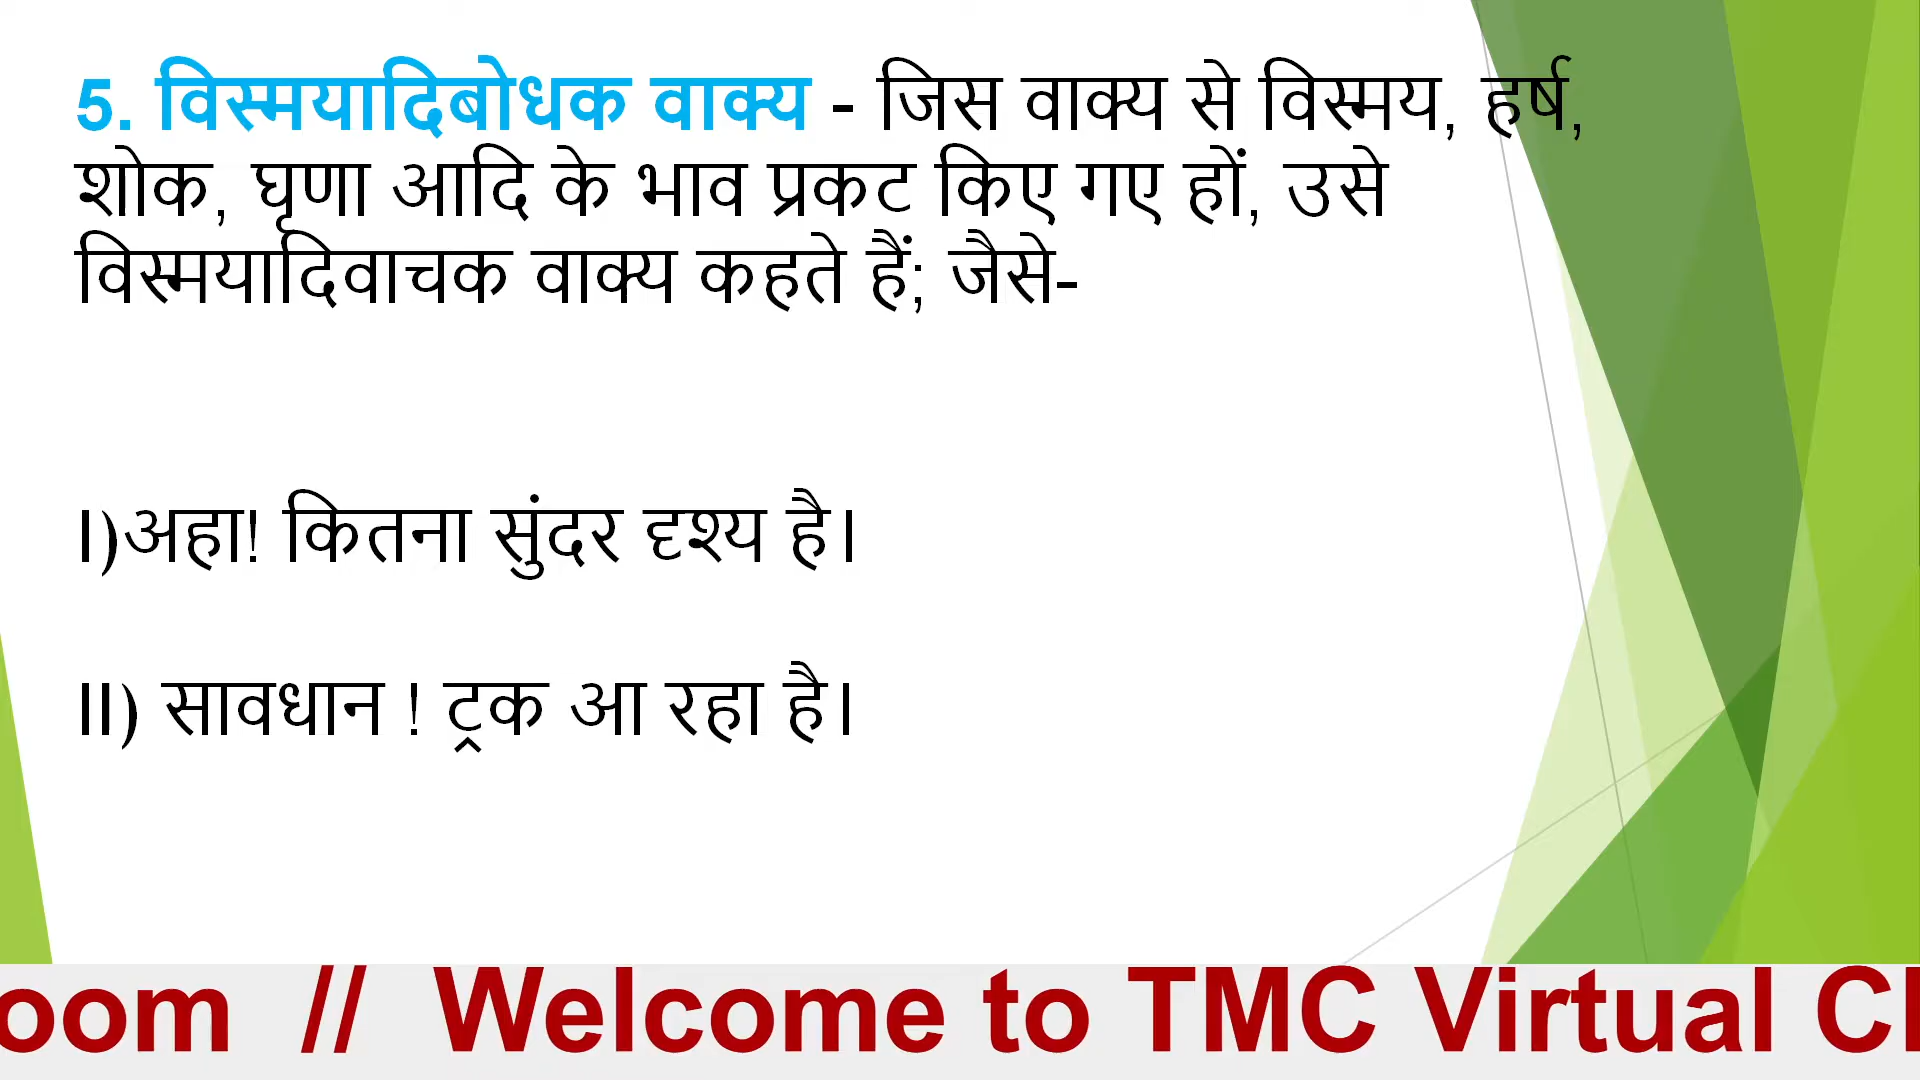 5. विस्मयादिबोधक वाक्य - जिस वाक्य से विस्मय, हर्ष,
शोक, घृणा आदि के भाव प्रकट किए गए हों, उसे
विस्मयादिवाचक वाक्य कहते हैं; जैसे-
I)अहा! कितना सुंदर दृश्य है।
II) सावधान ! ट्रक आ रहा है।
oom // Welcome to TMC Virtual Cl